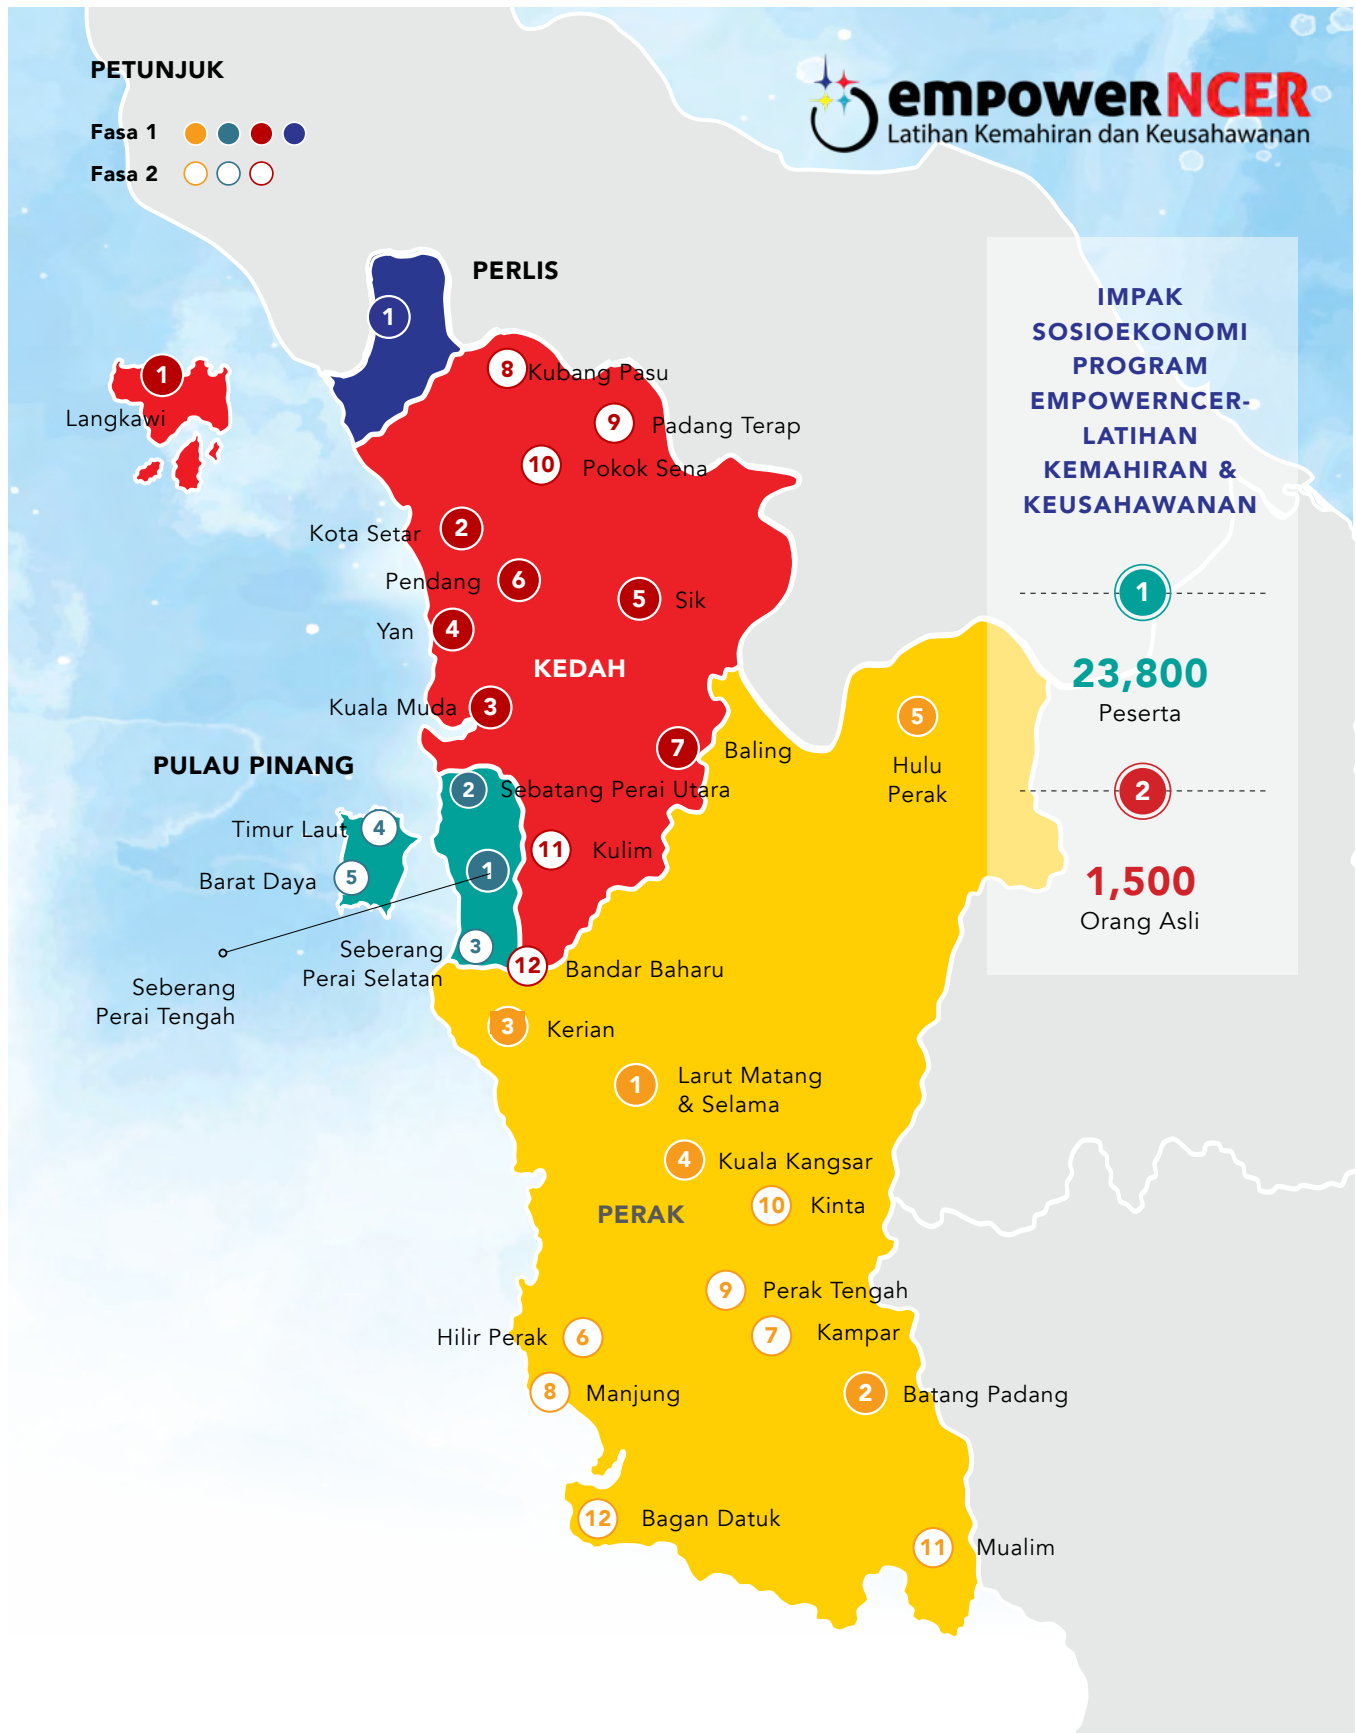 PETUNJUK
Fasa 1
Fasa 2
empowerNCER
Latihan Kemahiran dan Keusahawanan
PERLIS
1
1
Langkawi
8 Kubang Pasu
9 Padang Terap
10 Pokok Sena
Kota Setar 2
Pendang 6
5 Sik
Yan 4
KEDAH
Kuala Muda 3
7 Baling
PULAU PINANG
2 Sebatang Perai Utara
Timur Laut 4
11 Kulim
Barat Daya 5
1
Seberang
Perai Selatan
3
12 Bandar Baharu
Seberang
Perai Tengah
5
Hulu
Perak
3 Kerian
1
Larut Matang
& Selama
4 Kuala Kangsar
10 Kinta
PERAK
9 Perak Tengah
Hilir Perak 6
7 Kampar
8 Manjung
2 Batang Padang
12 Bagan Datuk
11 Mualim
IMPAK
SOSIOEKONOMI
PROGRAM
EMPOWERNCER-
LATIHAN
KEMAHIRAN &
KEUSAHAWANAN
1
23,800
Peserta
2
1,500
Orang Asli